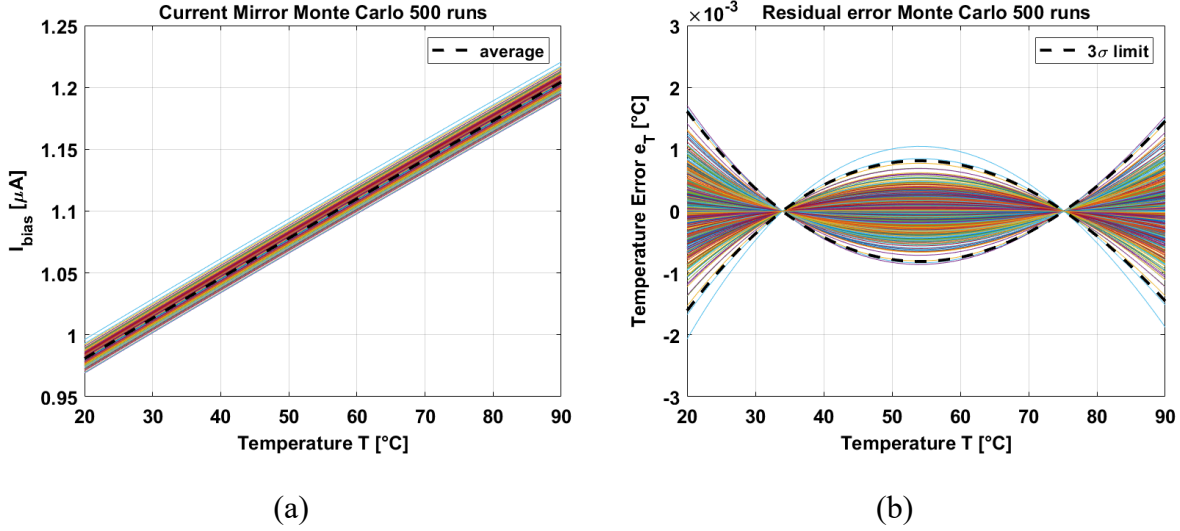 Current Mirror Monte Carlo 500 runs
1.25
1.2
1.15
1.1
1.05
1
0.95
I_bias [μA]
average
20 30 40 50 60 70 80 90
Temperature T [°C]
(a)
×10⁻³
Residual error Monte Carlo 500 runs
3
2
1
0
-1
-2
-3
Temperature Error e_T [°C]
3σ limit
20 30 40 50 60 70 80 90
Temperature T [°C]
(b)